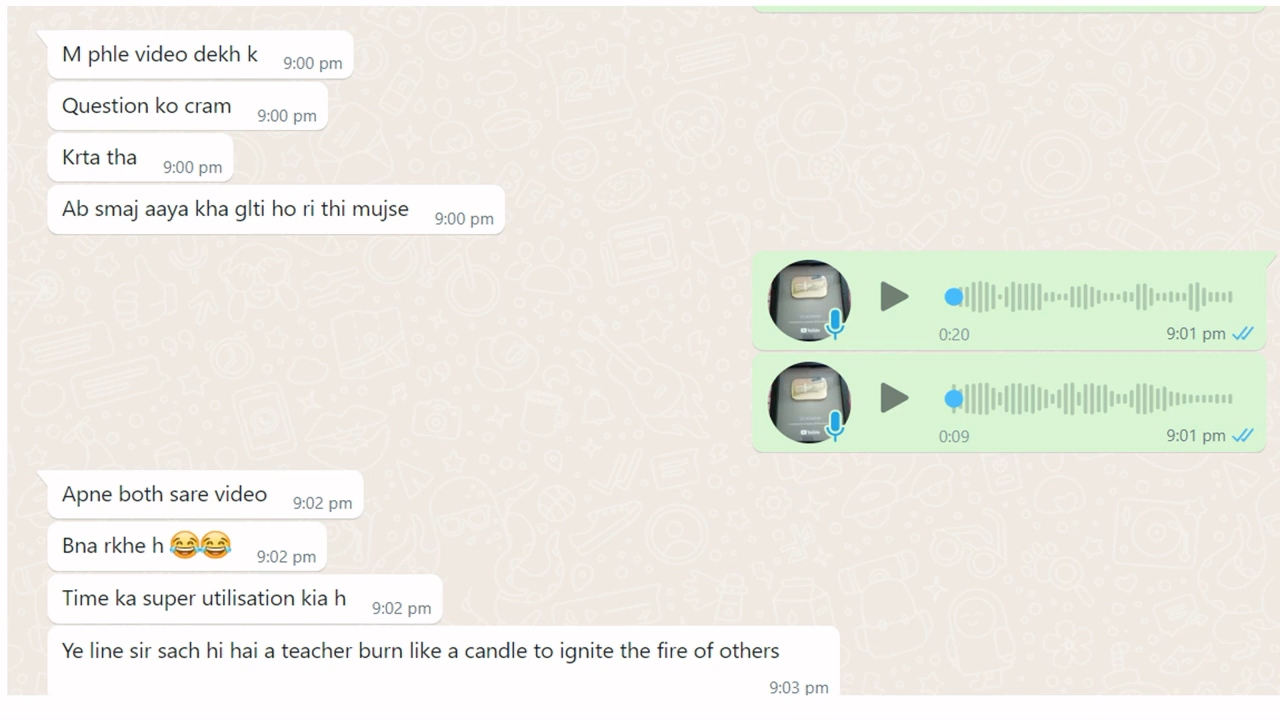 M phle video dekh k 9:00 pm
Question ko cram 9:00 pm
Krta tha 9:00 pm
Ab smaj aaya kha glti ho ri thi mujse 9:00 pm
0:20 9:01 pm
0:09 9:01 pm
Apne both sare video 9:02 pm
Bna rkhe h 😂😂 9:02 pm
Time ka super utilisation kia h 9:02 pm
Ye line sir sach hi hai a teacher burn like a candle to ignite the fire of others
9:03 pm